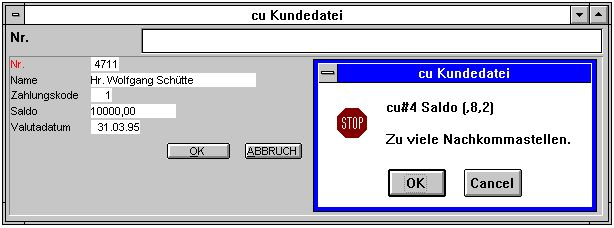 cu Kundedatei
Nr.
Nr. 4711
Name Hr. Wolfgang Schütte
Zahlungskode 1
Saldo 10000,00
Valutadatum 31.03.95
OK ABBRUCH
cu Kundedatei
STOP
cu#4 Saldo (,8,2)
Zu viele Nachkommastellen.
OK Cancel